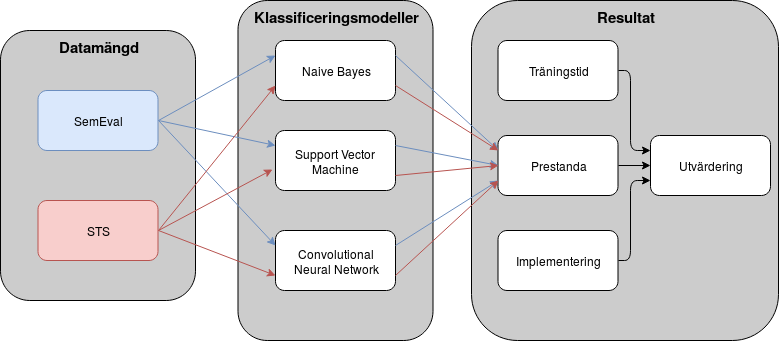 Datamängd
SemEval
STS
Klassificeringsmodeller
Naive Bayes
Support Vector
Machine
Convolutional
Neural Network
Resultat
Träningstid
Prestanda
Implementering
Utvärdering